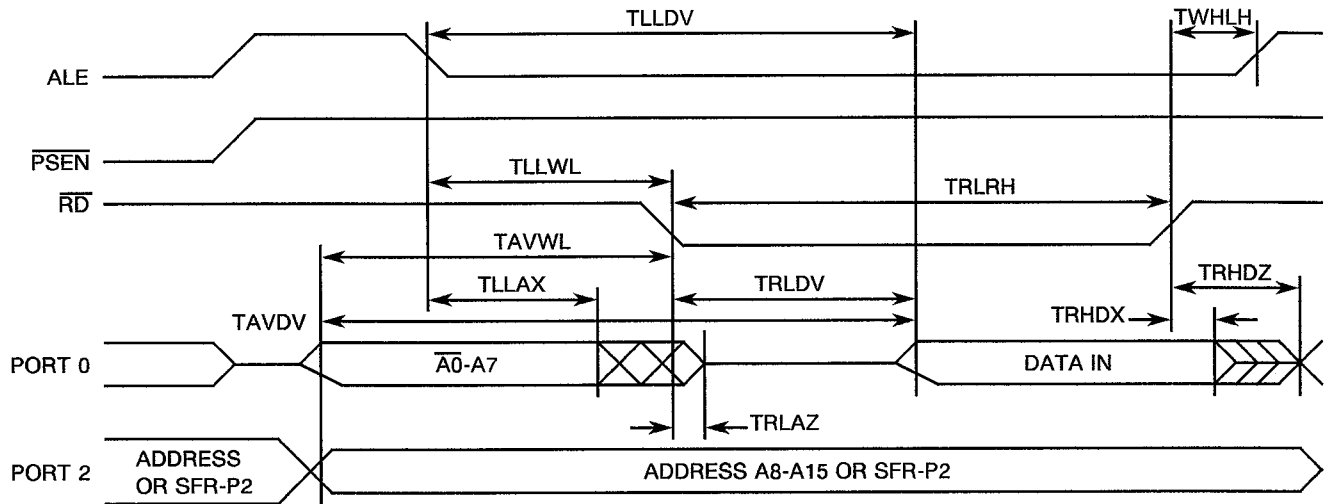 TLLDV
TWHLH
ALE
PSEN
TLLWL
TRLRH
RD
TAVWL
TRHDZ
TLLAX
TRLDV
TAVDV
TRHDX
PORT 0
A0-A7
DATA IN
TRLAZ
PORT 2
ADDRESS
OR SFR-P2
ADDRESS A8-A15 OR SFR-P2